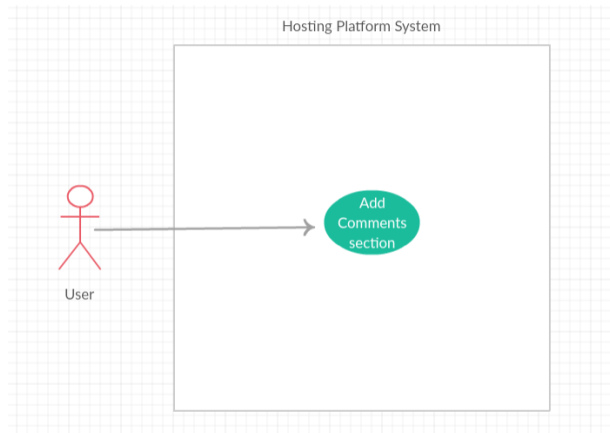 Hosting Platform System
Add
Comments
section
User